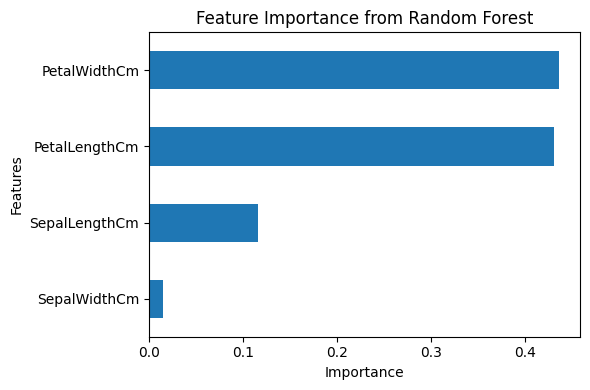 Feature Importance from Random Forest
PetalWidthCm
PetalLengthCm
SepalLengthCm
SepalWidthCm
Features
0.0 0.1 0.2 0.3 0.4
Importance